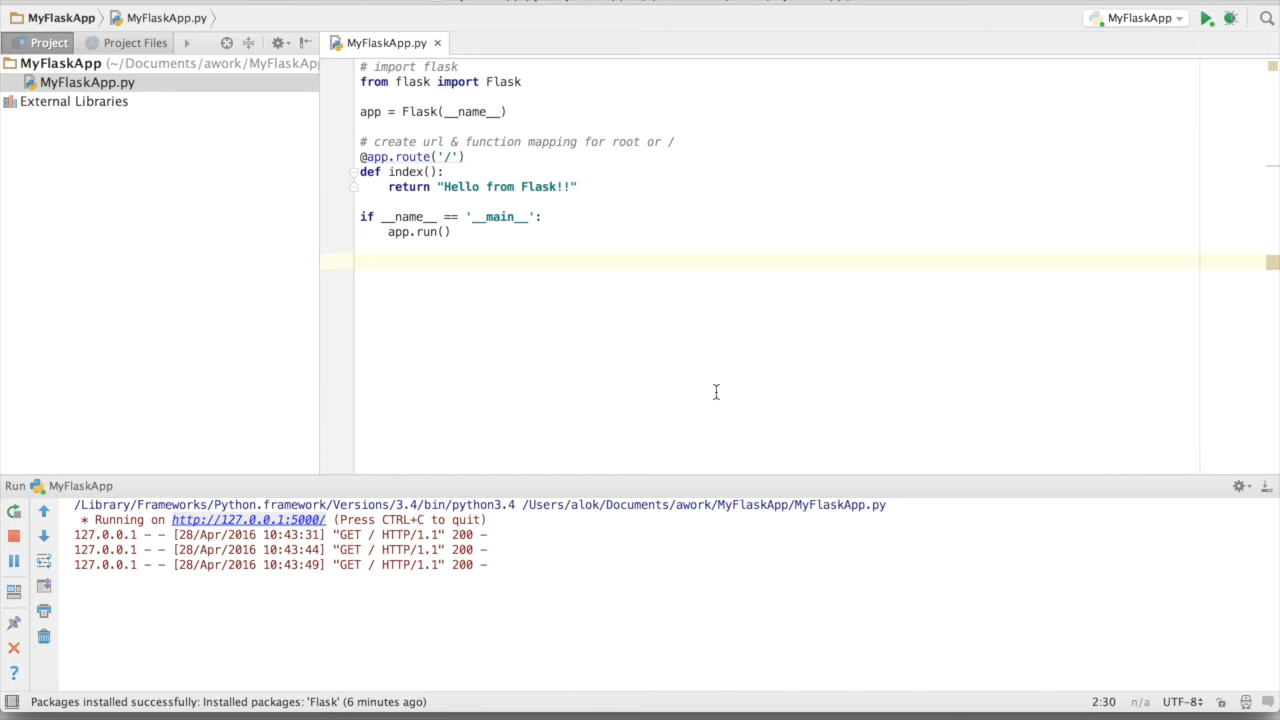 MyFlaskApp MyFlaskApp.py MyFlaskApp
Project Project Files MyFlaskApp.py
MyFlaskApp (~/Documents/awork/MyFlaskApp
MyFlaskApp.py
External Libraries
# import flask
from flask import Flask
app = Flask(__name__)
# create url & function mapping for root or /
@app.route('/')
def index():
return "Hello from Flask!!"
if __name__ == '__main__':
app.run()
Run MyFlaskApp
/Library/Frameworks/Python.framework/Versions/3.4/bin/python3.4 /Users/alok/Documents/awork/MyFlaskApp/MyFlaskApp.py
* Running on http://127.0.0.1:5000/ (Press CTRL+C to quit)
127.0.0.1 - - [28/Apr/2016 10:43:31] "GET / HTTP/1.1" 200 -
127.0.0.1 - - [28/Apr/2016 10:43:44] "GET / HTTP/1.1" 200 -
127.0.0.1 - - [28/Apr/2016 10:43:49] "GET / HTTP/1.1" 200 -
Packages installed successfully: Installed packages: 'Flask' (6 minutes ago) 2:30 n/a UTF-8